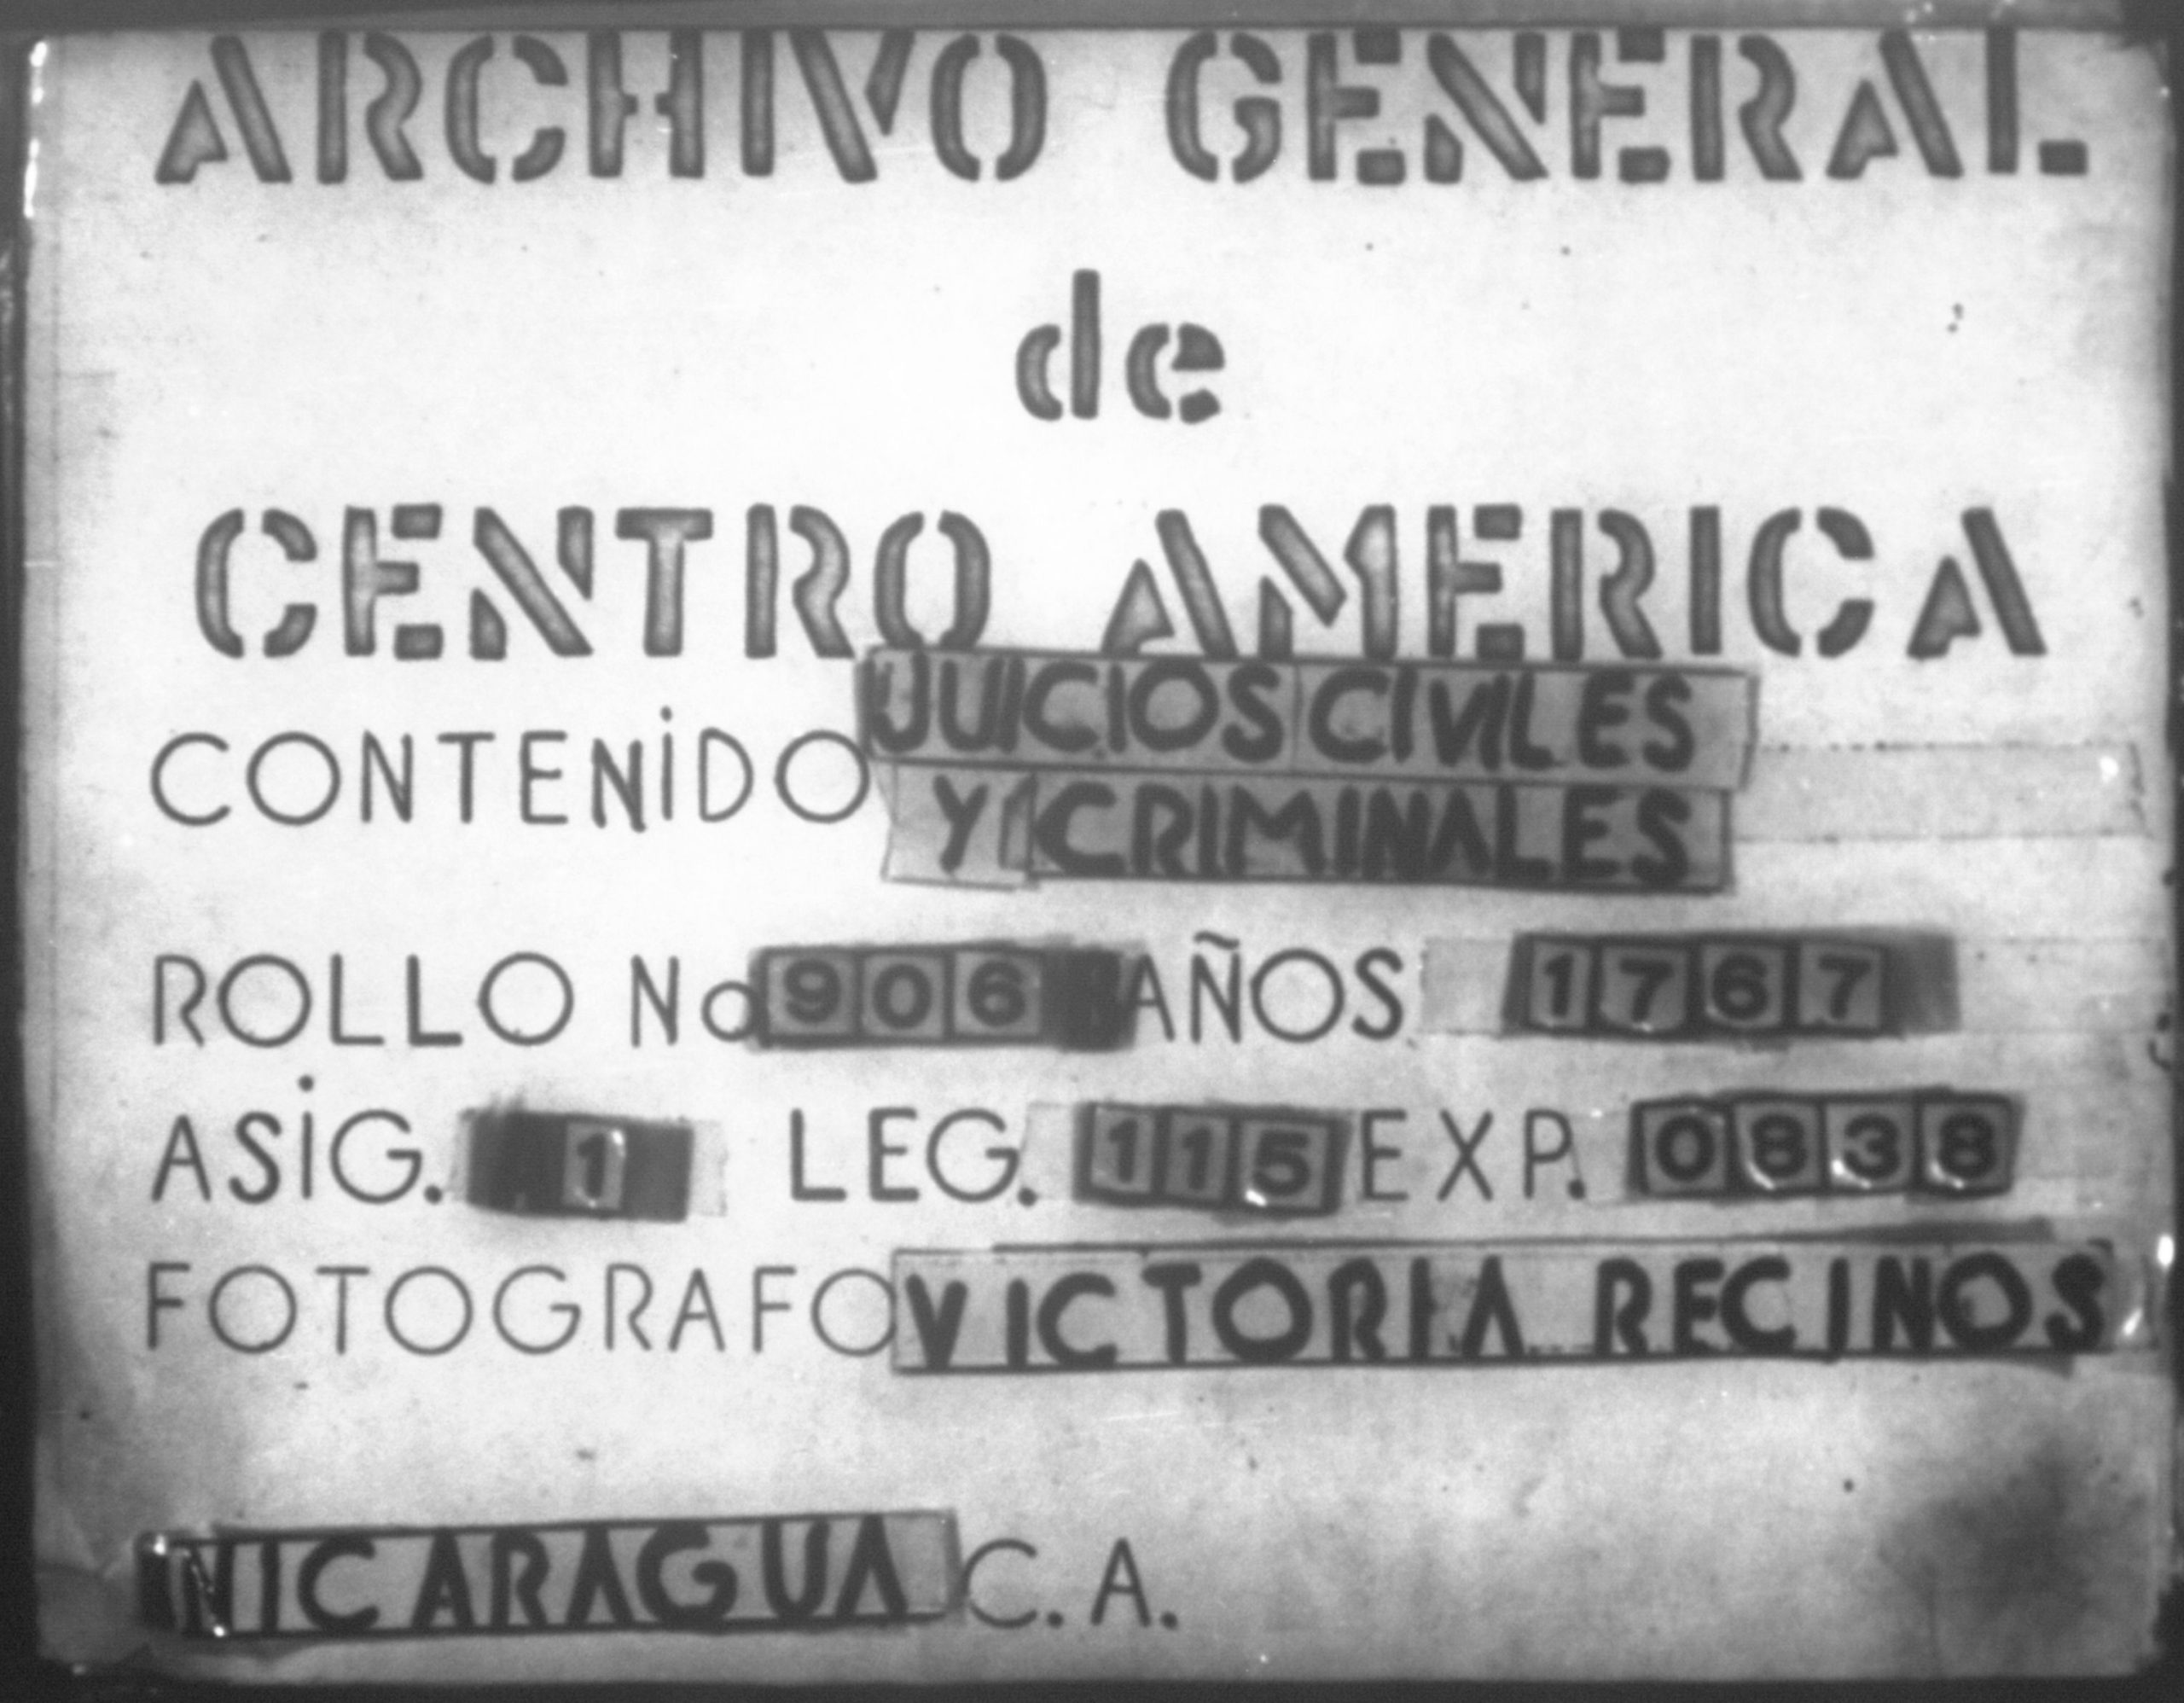 ARCHIVO GENERAL
de
CENTRO AMERICA
CONTENIDO JUICIOS CIVILES
Y CRIMINALES
ROLLO No 906 AÑOS 1767
ASIG. 1 LEG. 115 EXP. 0838
FOTOGRAFO VICTORIA RECINOS
NICARAGUA C.A.